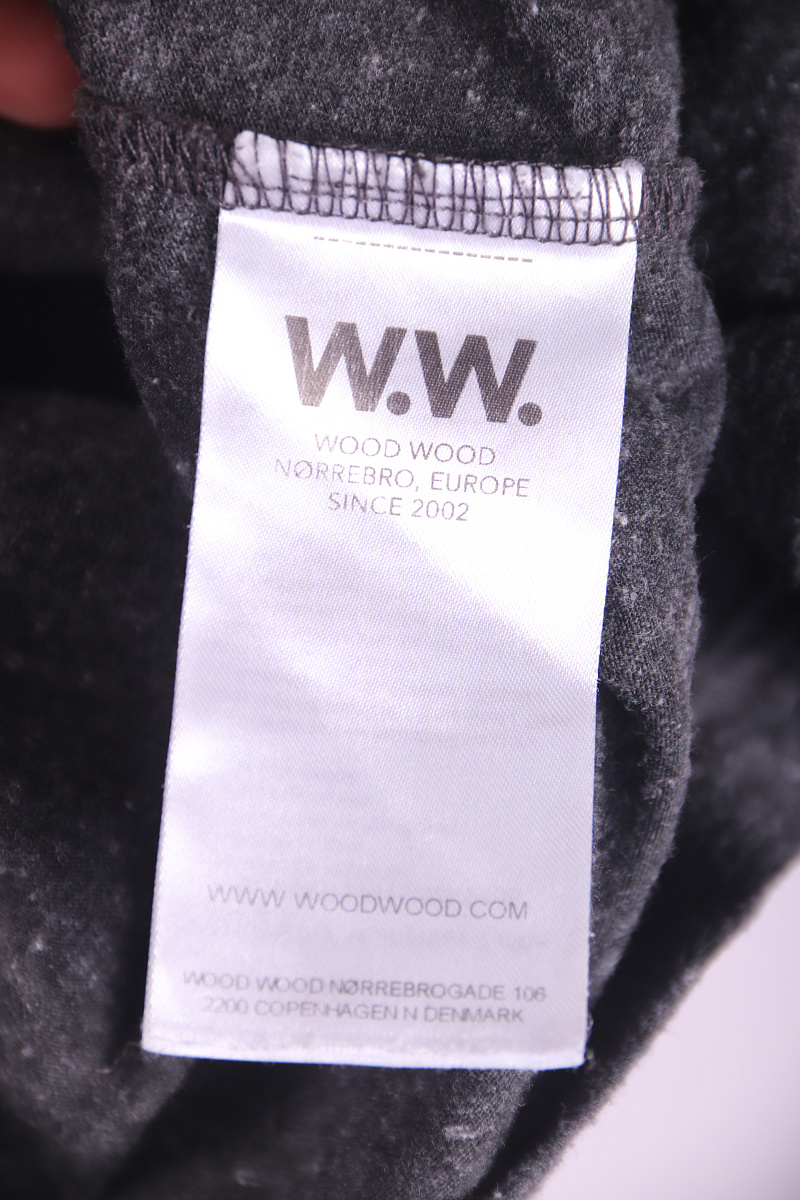 W.W.
WOOD WOOD
NØRREBRO, EUROPE
SINCE 2002
WWW WOODWOOD COM
WOOD WOOD NØRREBROGADE 106
2200 COPENHAGEN N DENMARK